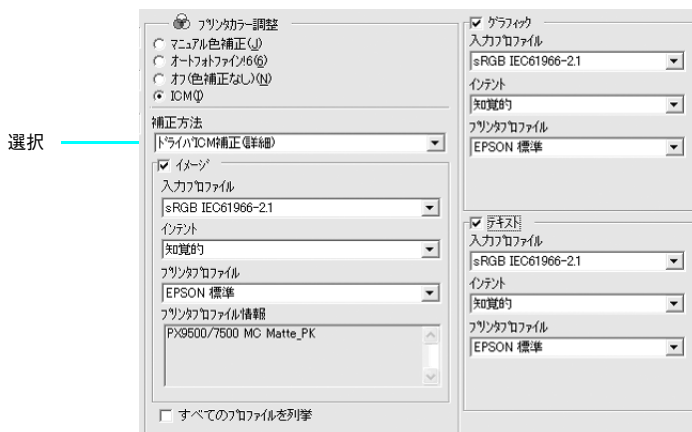 プリンタカラー調整
マニュアル色補正(J)
オートフォトファイン!6(6)
オフ(色補正なし)(N)
ICM(I)
補正方法
選択
ドライバICM補正(詳細)
イメージ
入力プロファイル
sRGB IEC61966-2.1
インテント
知覚的
プリンタプロファイル
EPSON 標準
プリンタプロファイル情報
PX9500/7500 MC Matte_PK
すべてのプロファイルを列挙
グラフィック
入力プロファイル
sRGB IEC61966-2.1
インテント
知覚的
プリンタプロファイル
EPSON 標準
テキスト
入力プロファイル
sRGB IEC61966-2.1
インテント
知覚的
プリンタプロファイル
EPSON 標準